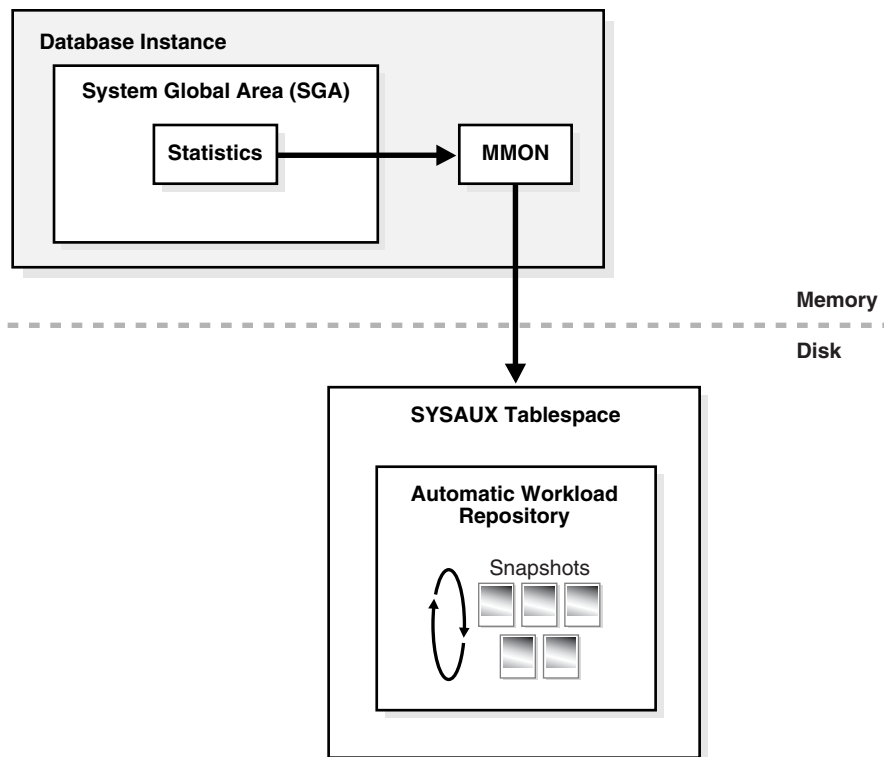 Database Instance
System Global Area (SGA)
Statistics
MMON
Memory
Disk
SYSAUX Tablespace
Automatic Workload
Repository
Snapshots